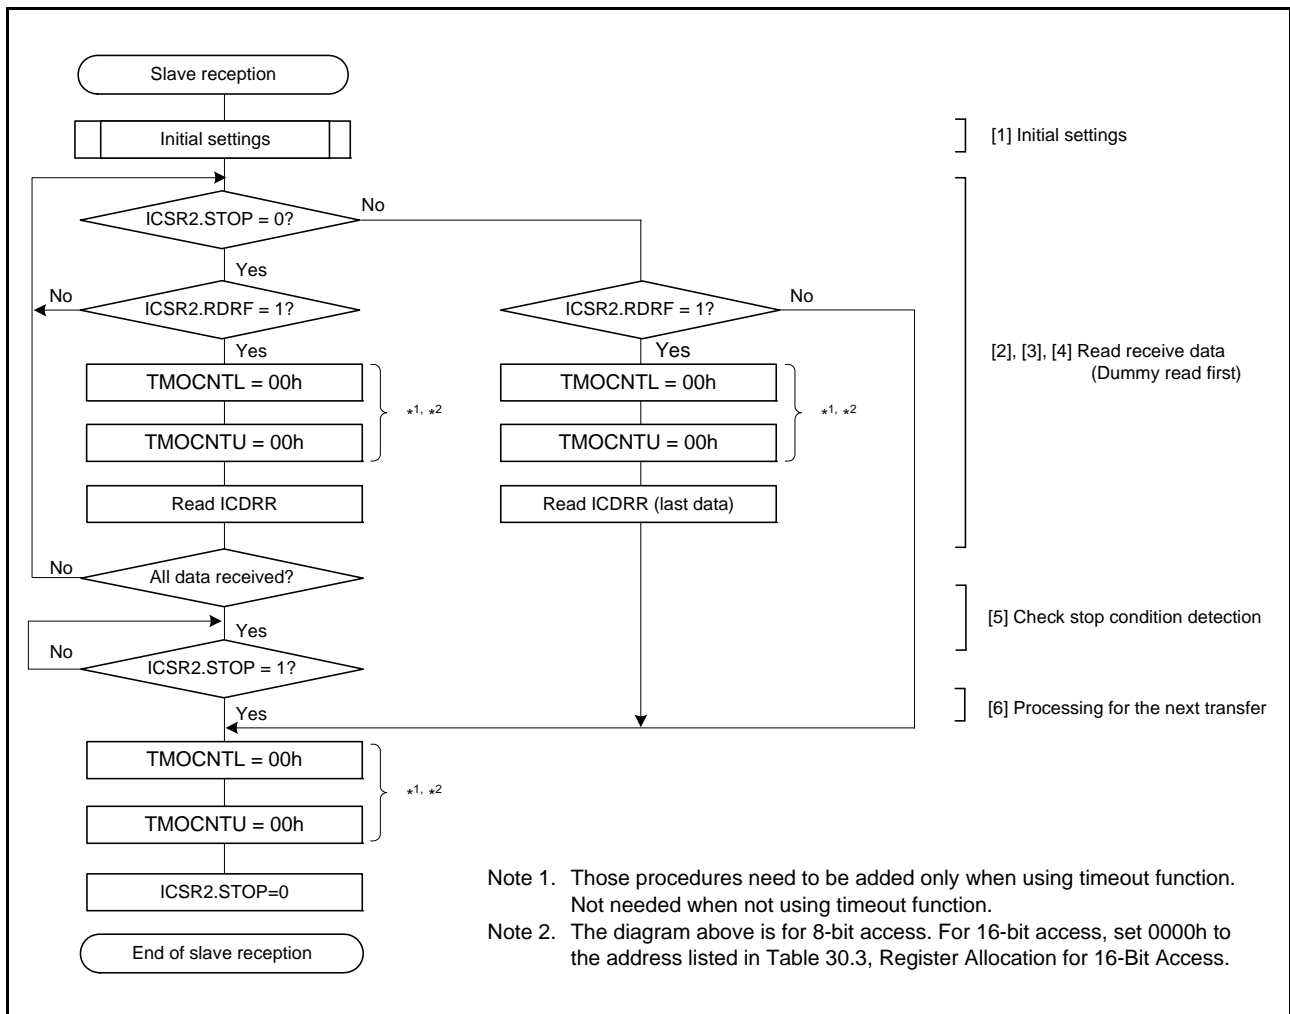 Slave reception
Initial settings
[1] Initial settings
ICSR2.STOP = 0?
No
Yes
No
ICSR2.RDRF = 1?
Yes
ICSR2.RDRF = 1?
No
Yes
[2], [3], [4] Read receive data
(Dummy read first)
TMOCNTL = 00h
TMOCNTU = 00h
*1, *2
TMOCNTL = 00h
TMOCNTU = 00h
*1, *2
Read ICDRR
Read ICDRR (last data)
No
All data received?
Yes
[5] Check stop condition detection
No
ICSR2.STOP = 1?
Yes
[6] Processing for the next transfer
TMOCNTL = 00h
TMOCNTU = 00h
*1, *2
ICSR2.STOP=0
End of slave reception
Note 1. Those procedures need to be added only when using timeout function.
Not needed when not using timeout function.
Note 2. The diagram above is for 8-bit access. For 16-bit access, set 0000h to
the address listed in Table 30.3, Register Allocation for 16-Bit Access.